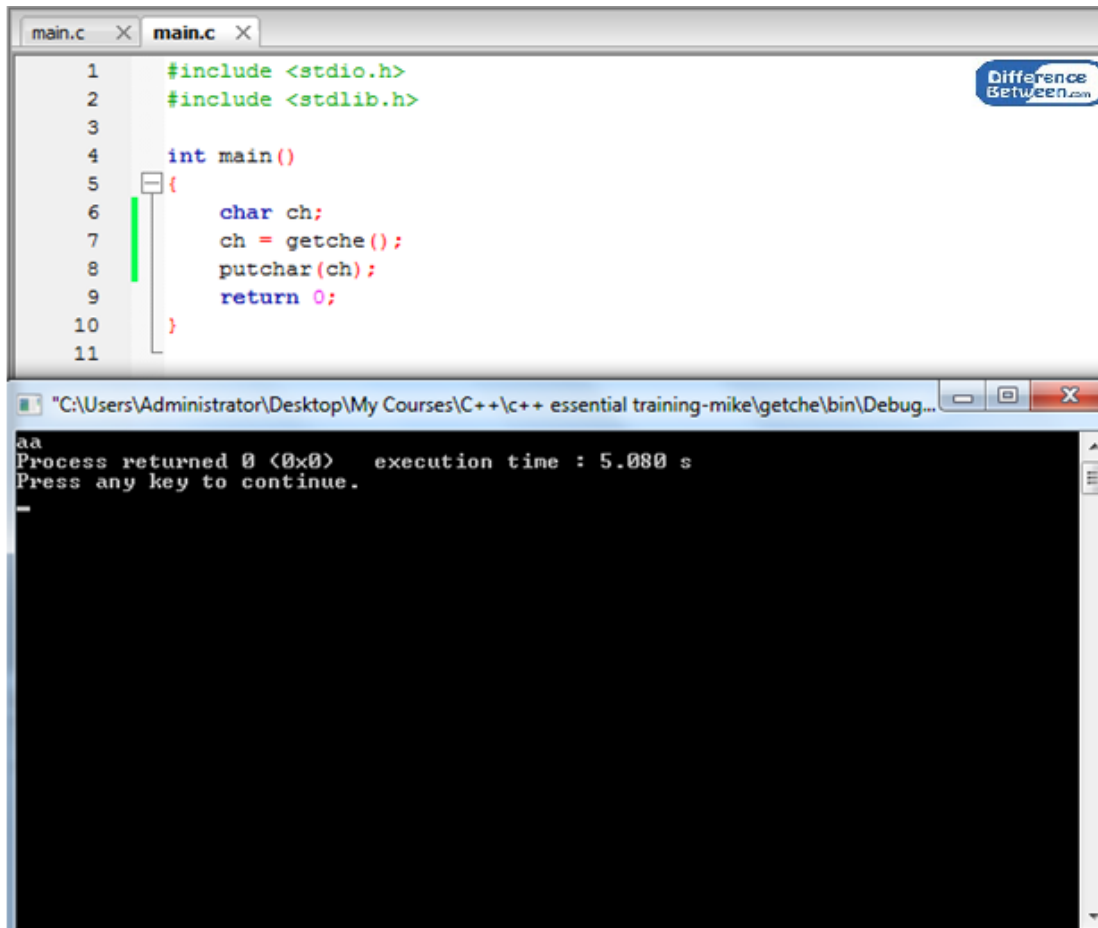 main.c X main.c X
1 #include <stdio.h>
2 #include <stdlib.h>
3
4 int main()
5 {
6 char ch;
7 ch = getche();
8 putchar(ch);
9 return 0;
10 }
11
Difference
Between.com
"C:\Users\Administrator\Desktop\My Courses\C++\c++ essential training-mike\getche\bin\Debug...
aa
Process returned 0 (0x0) execution time : 5.080 s
Press any key to continue.